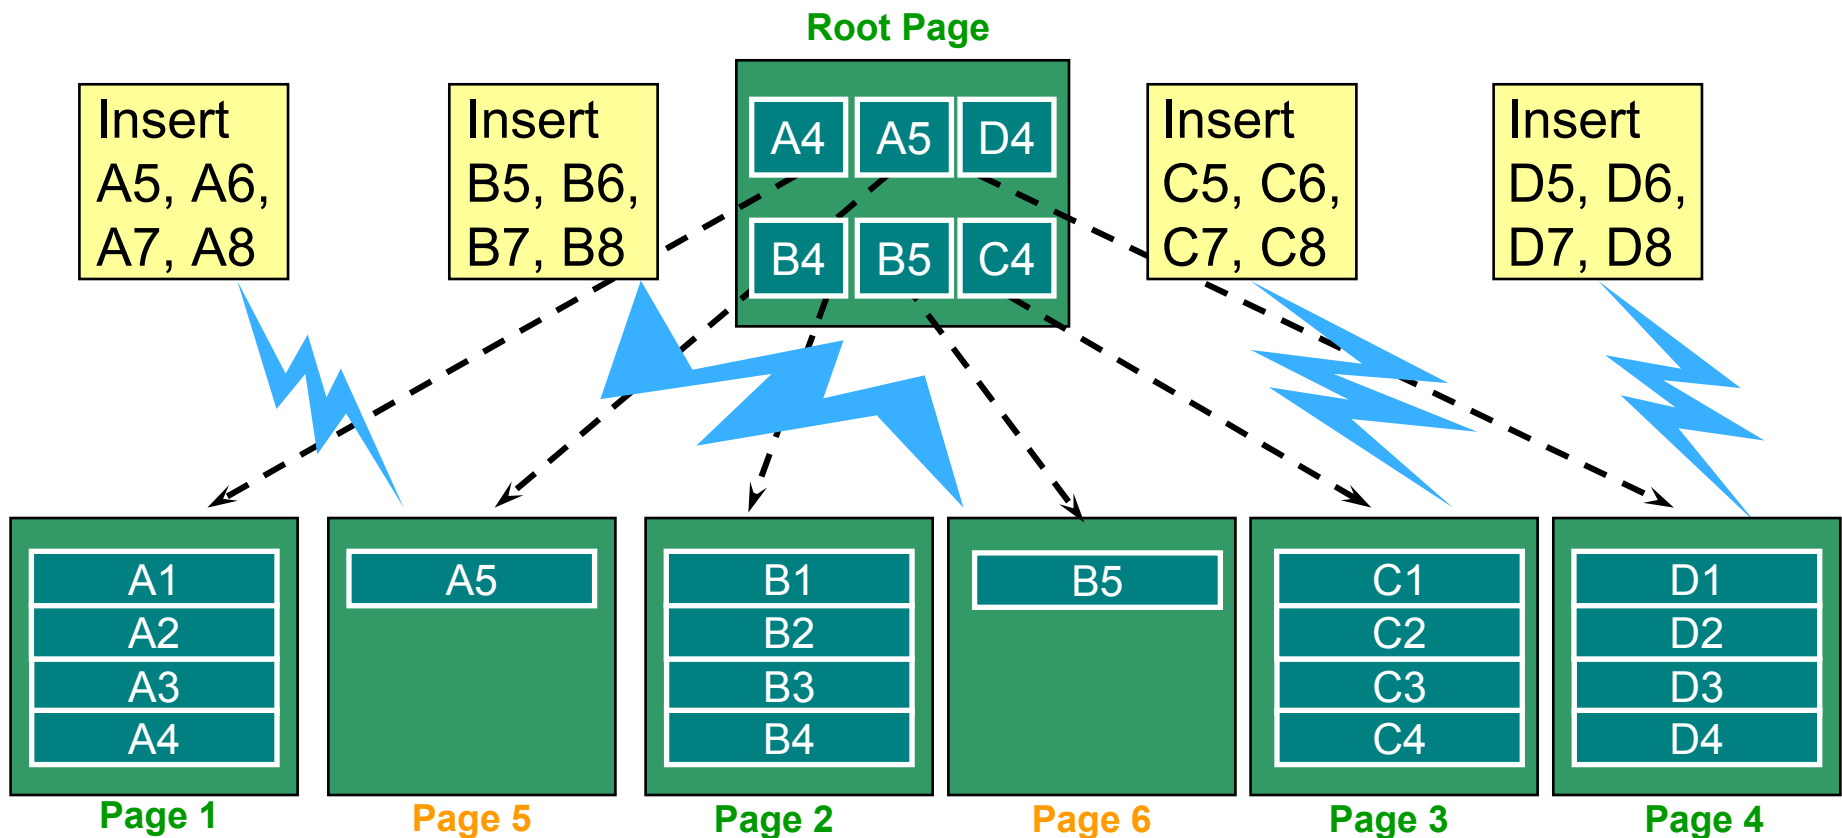 Root Page
Insert
A5, A6,
A7, A8
Insert
B5, B6,
B7, B8
A4 A5 D4
B4 B5 C4
Insert
C5, C6,
C7, C8
Insert
D5, D6,
D7, D8
A1
A2
A3
A4
Page 1
A5
Page 5
B1
B2
B3
B4
Page 2
B5
Page 6
C1
C2
C3
C4
Page 3
D1
D2
D3
D4
Page 4